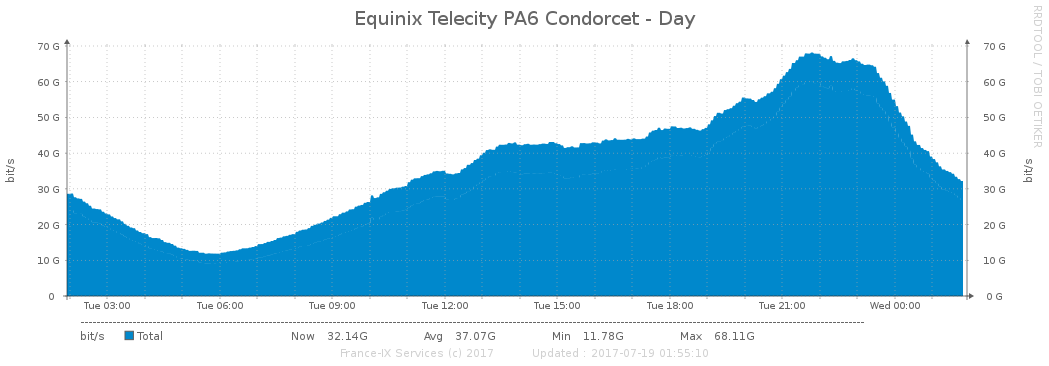 Equinix Telecity PA6 Condorcet - Day
RRDTOOL / TOBI OETIKER
bit/s
70 G 70 G
60 G 60 G
50 G 50 G
40 G 40 G
30 G 30 G
20 G 20 G
10 G 10 G
0 0 G
bit/s
Tue 03:00 Tue 06:00 Tue 09:00 Tue 12:00 Tue 15:00 Tue 18:00 Tue 21:00 Wed 00:00
bit/s Total Now 32.14G Avg 37.07G Min 11.78G Max 68.11G
France-IX Services (c) 2017 Updated : 2017-07-19 01:55:10